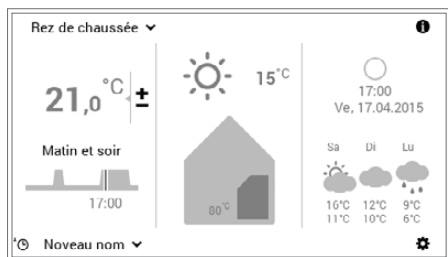 Rez de chaussée
21,0 °C ±
Matin et soir
17:00
15°C
80°C
17:00
Ve, 17.04.2015
Sa Di Lu
16°C 12°C 9°C
11°C 10°C 6°C
Noveau nom